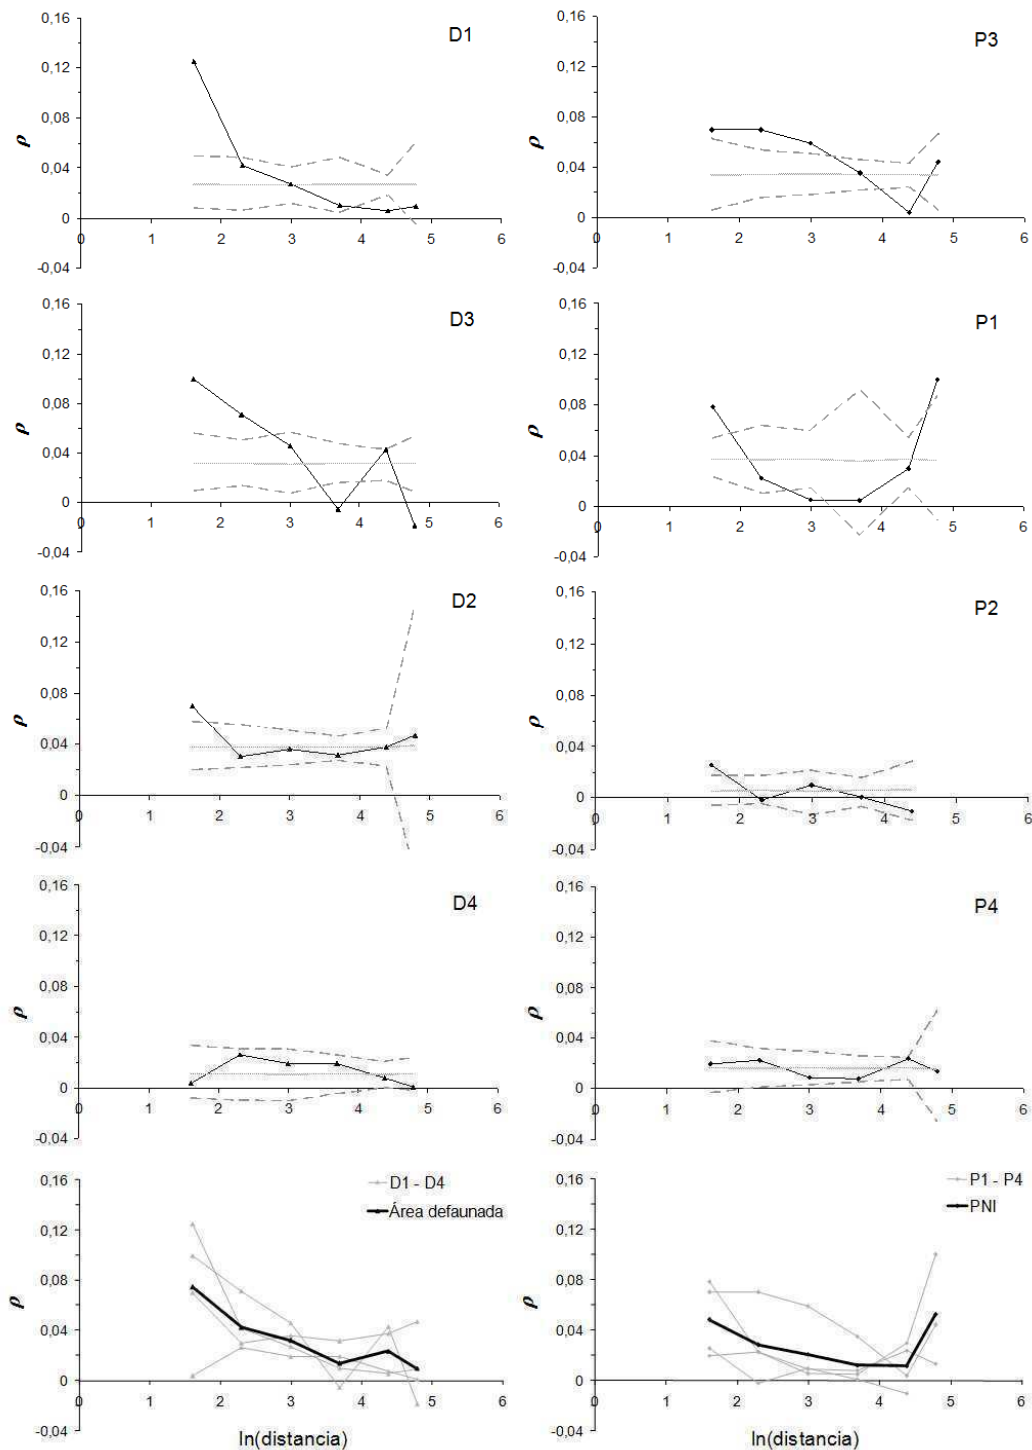 0,16
0,12
0,08
0,04
0
-0,04
ρ
0 1 2 3 4 5 6
D1
0,16
0,12
0,08
0,04
0
-0,04
ρ
0 1 2 3 4 5 6
P3
0,16
0,12
0,08
0,04
0
-0,04
ρ
0 1 2 3 4 5 6
D3
0,16
0,12
0,08
0,04
0
-0,04
ρ
0 1 2 3 4 5 6
P1
0,16
0,12
0,08
0,04
0
-0,04
ρ
0 1 2 3 4 5 6
D2
0,16
0,12
0,08
0,04
0
-0,04
ρ
0 1 2 3 4 5 6
P2
0,16
0,12
0,08
0,04
0
-0,04
ρ
0 1 2 3 4 5 6
D4
0,16
0,12
0,08
0,04
0
-0,04
ρ
0 1 2 3 4 5 6
P4
0,16
0,12
0,08
0,04
0
-0,04
ρ
0 1 2 3 4 5 6
D1 - D4
Área defaunada
ln(distancia)
0,16
0,12
0,08
0,04
0
-0,04
ρ
0 1 2 3 4 5 6
P1 - P4
PNI
ln(distancia)